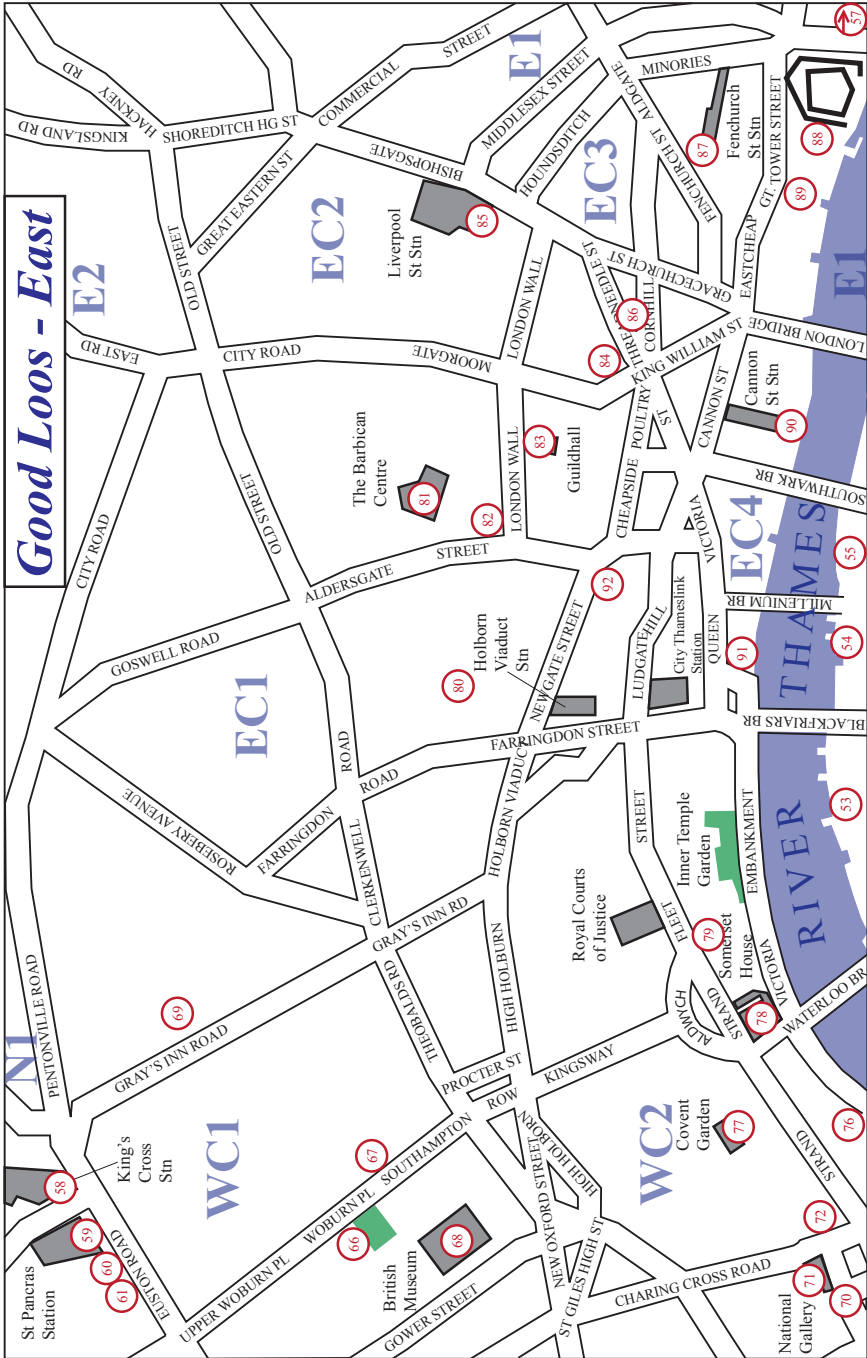 Good Loos - East
N1
E2
E1
WC1
EC1
EC2
EC3
WC2
EC4
E1
RIVER THAMES
St Pancras
Station
King's
Cross
Stn
British
Museum
The Barbican
Centre
Liverpool
St Stn
Holborn
Viaduct
Stn
Guildhall
Fenchurch
St Stn
Cannon
St Stn
City Thameslink
Station
Royal Courts
of Justice
Inner Temple
Garden
Somerset
House
Covent
Garden
National
Gallery
PENTONVILLE ROAD
CITY ROAD
EUSTON ROAD
UPPER WOBURN PL
WOBURN PL
SOUTHAMPTON
ROW
GOWER STREET
GRAY'S INN ROAD
GRAY'S INN RD
THEOBALDS RD
CLERKENWELL
ROAD
ROSEBERY AVENUE
FARRINGDON
ROAD
FARRINGDON STREET
GOSWELL ROAD
OLD STREET
OLD STREET
EAST RD
CITY ROAD
MOORGATE
ALDERSGATE
STREET
GREAT EASTERN ST
HACKNEY
RD
KINGSLAND RD
SHOREDITCH HG ST
COMMERCIAL
STREET
BISHOPSGATE
MIDDLESEX STREET
HOUNDSDITCH
LONDON WALL
LONDON WALL
THREADNEEDLE ST
CORNHILL
GRACECHURCH ST
FENCHURCH ST
ALDGATE
MINORIES
GT. TOWER STREET
EASTCHEAP
KING WILLIAM ST
LONDON BRIDGE
CANNON ST
POULTRY
CHEAPSIDE
ST
VICTORIA
QUEEN
SOUTHWARK BR
MILLENIUM BR
BLACKFRIARS BR
NEWGATE STREET
LUDGATE HILL
HOLBORN VIADUCT
HIGH HOLBURN
HIGH HOLBORN
PROCTER ST
KINGSWAY
NEW OXFORD STREET
ST GILES HIGH ST
CHARING CROSS ROAD
ALDWYCH
STRAND
STRAND
FLEET
STREET
VICTORIA
EMBANKMENT
WATERLOO BR
53
54
55
57
58
59
60
61
66
67
68
69
70
71
72
76
77
78
79
80
81
82
83
84
85
86
87
88
89
90
91
92